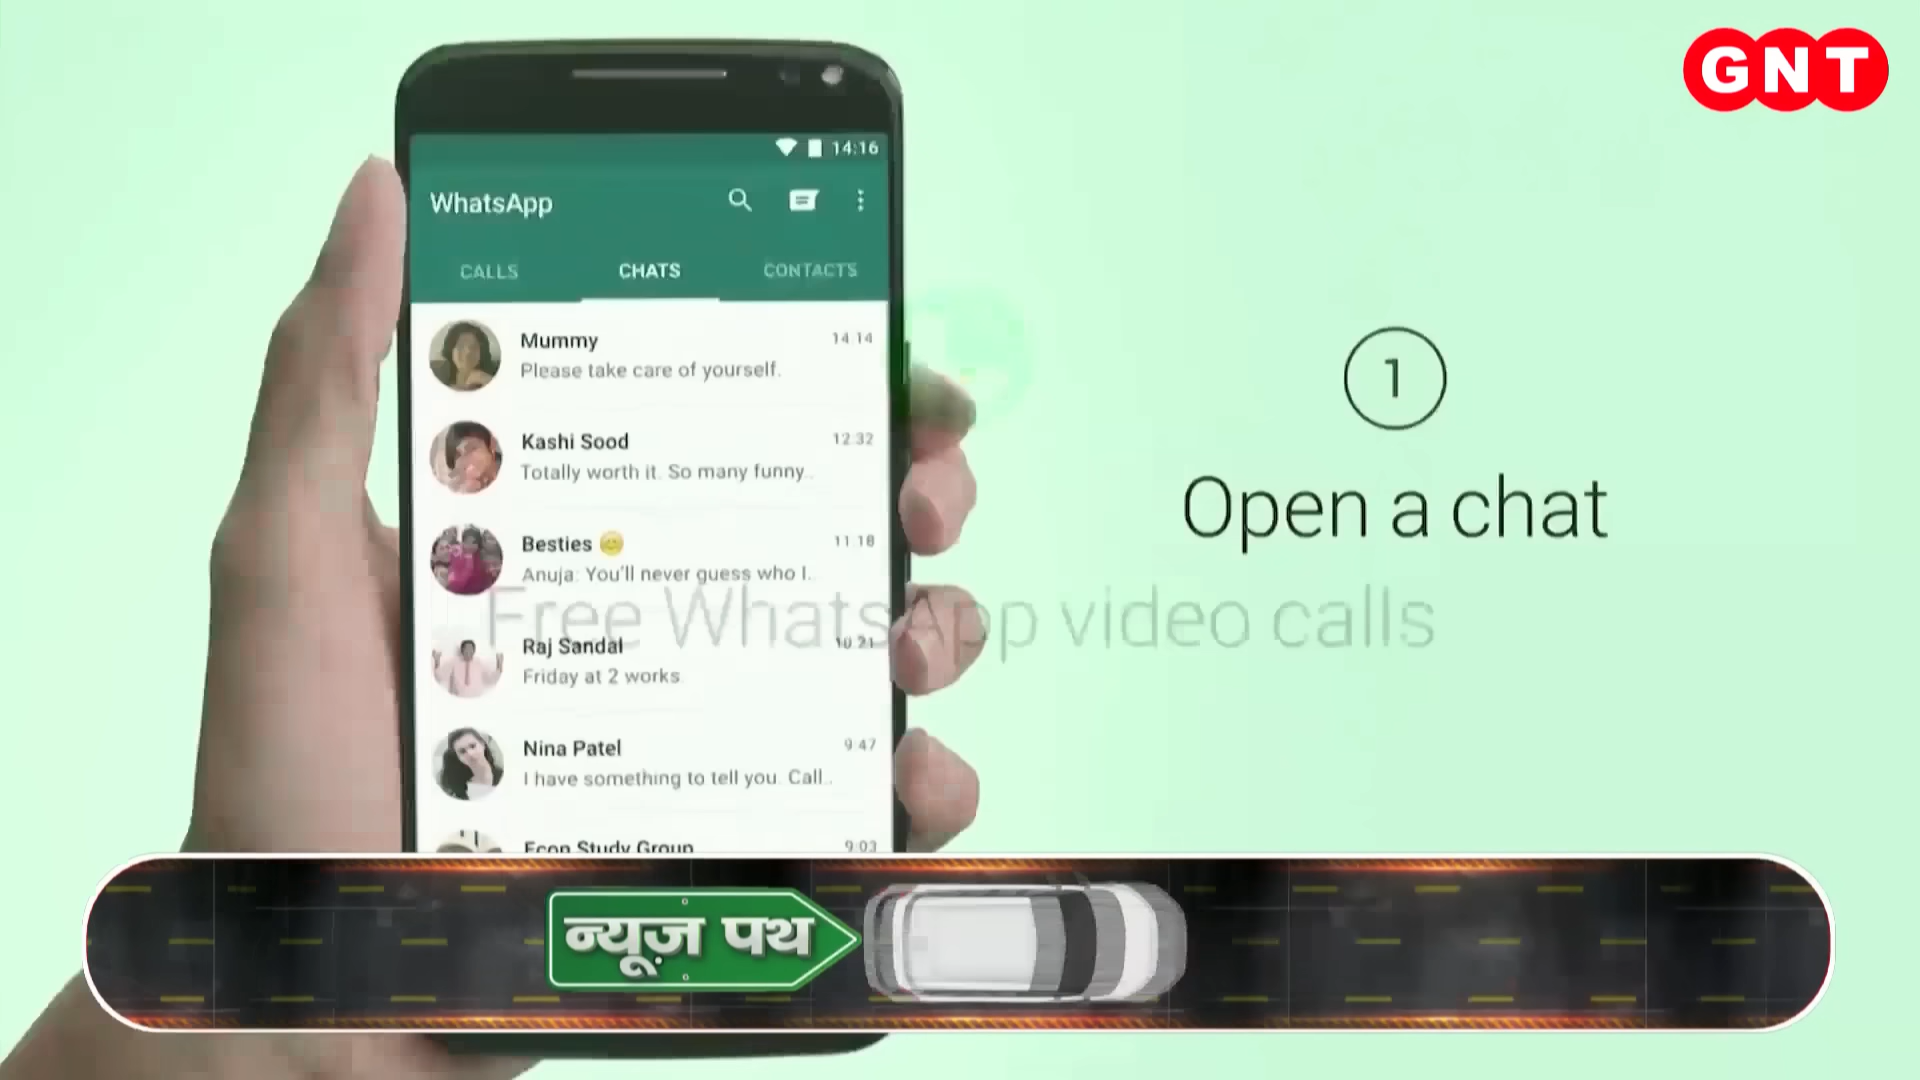 GNT
14:16
WhatsApp
CALLS CHATS CONTACTS
Mummy 14:14
Please take care of yourself.
Kashi Sood 12:32
Totally worth it. So many funny..
Besties 😊 11:18
Anuja: You'll never guess who I..
Raj Sandal 10:21
Friday at 2 works.
Nina Patel 9:47
I have something to tell you. Call..
Econ Study Group 9:03
1
Open a chat
Free WhatsApp video calls
न्यूज़ पथ